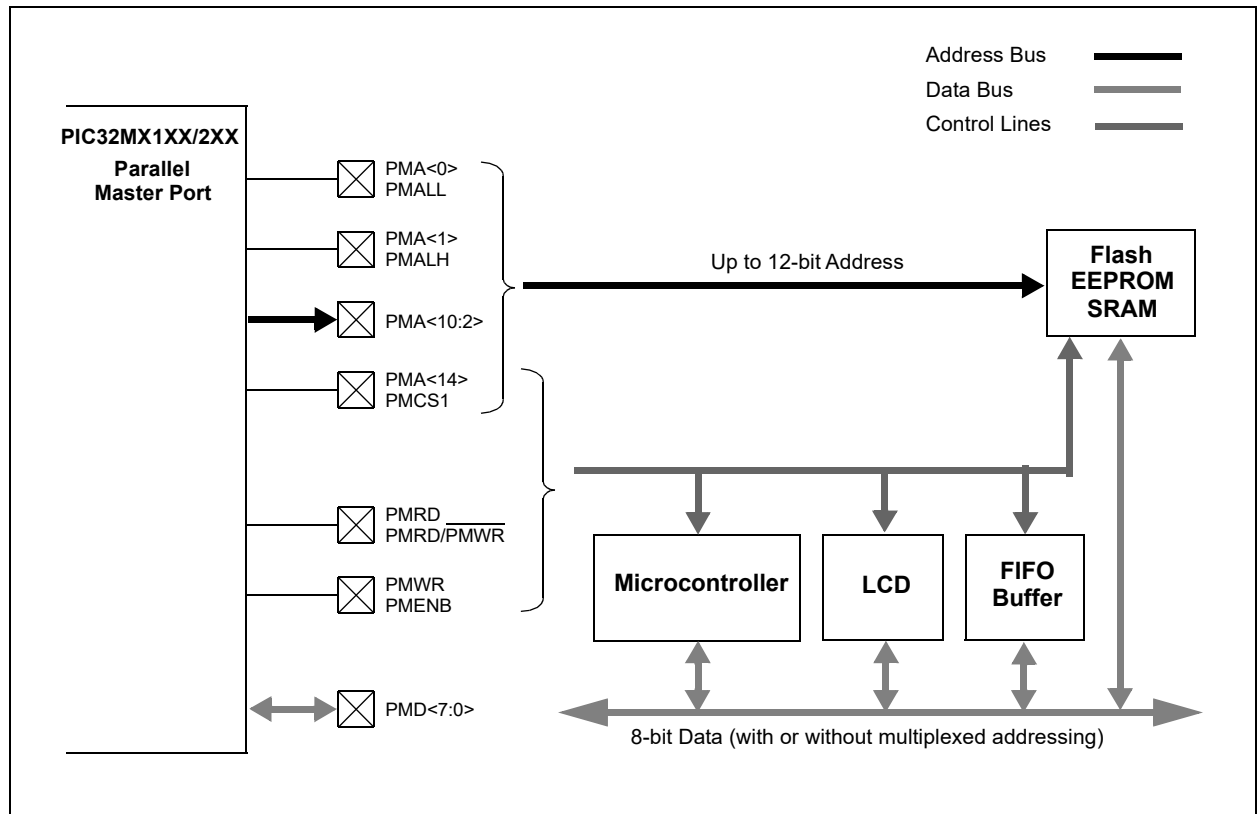 Address Bus
Data Bus
Control Lines
PIC32MX1XX/2XX
Parallel
Master Port
PMA<0>
PMALL
PMA<1>
PMALH
Up to 12-bit Address
Flash
EEPROM
SRAM
PMA<10:2>
PMA<14>
PMCS1
PMRD
PMRD/PMWR
PMWR
PMENB
Microcontroller
LCD
FIFO
Buffer
PMD<7:0>
8-bit Data (with or without multiplexed addressing)